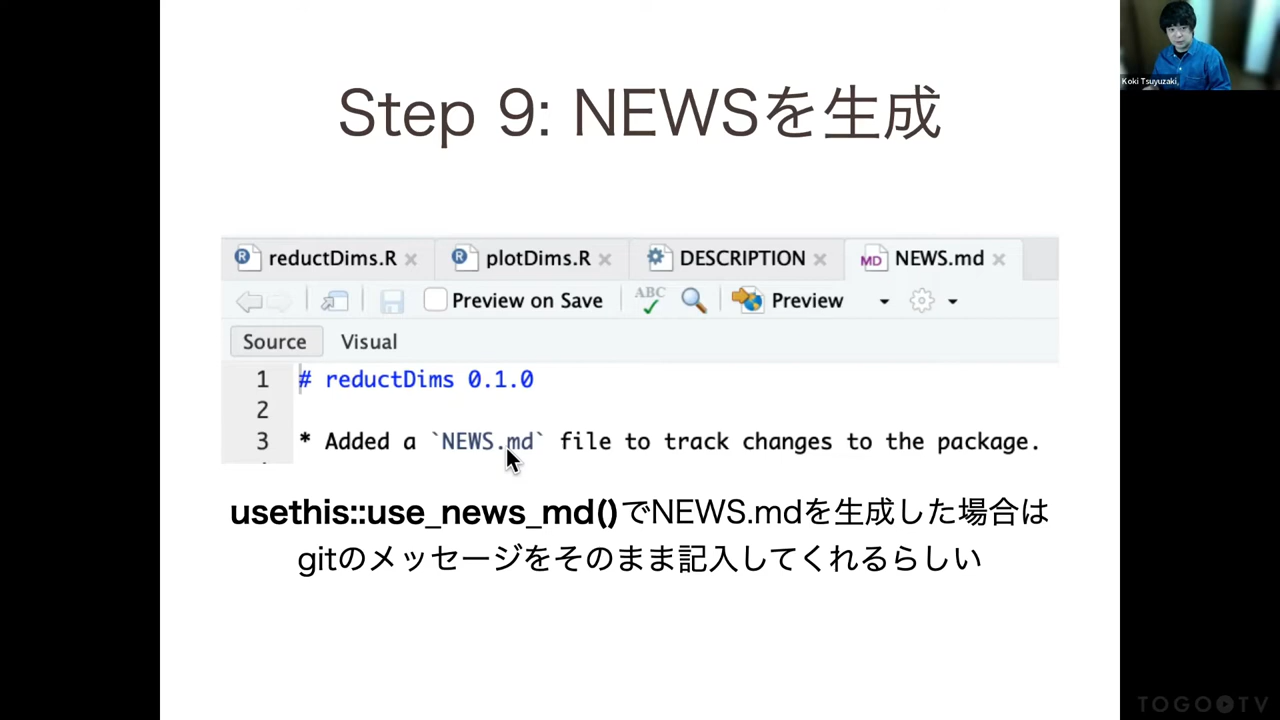 Koki Tsuyuzaki,
Step 9: NEWSを生成
reductDims.R
plotDims.R
DESCRIPTION
NEWS.md
Preview on Save
ABC
Preview
Source
Visual
1 # reductDims 0.1.0
2
3 * Added a `NEWS.md` file to track changes to the package.
usethis::use_news_md()でNEWS.mdを生成した場合は
gitのメッセージをそのまま記入してくれるらしい
TOGOTV